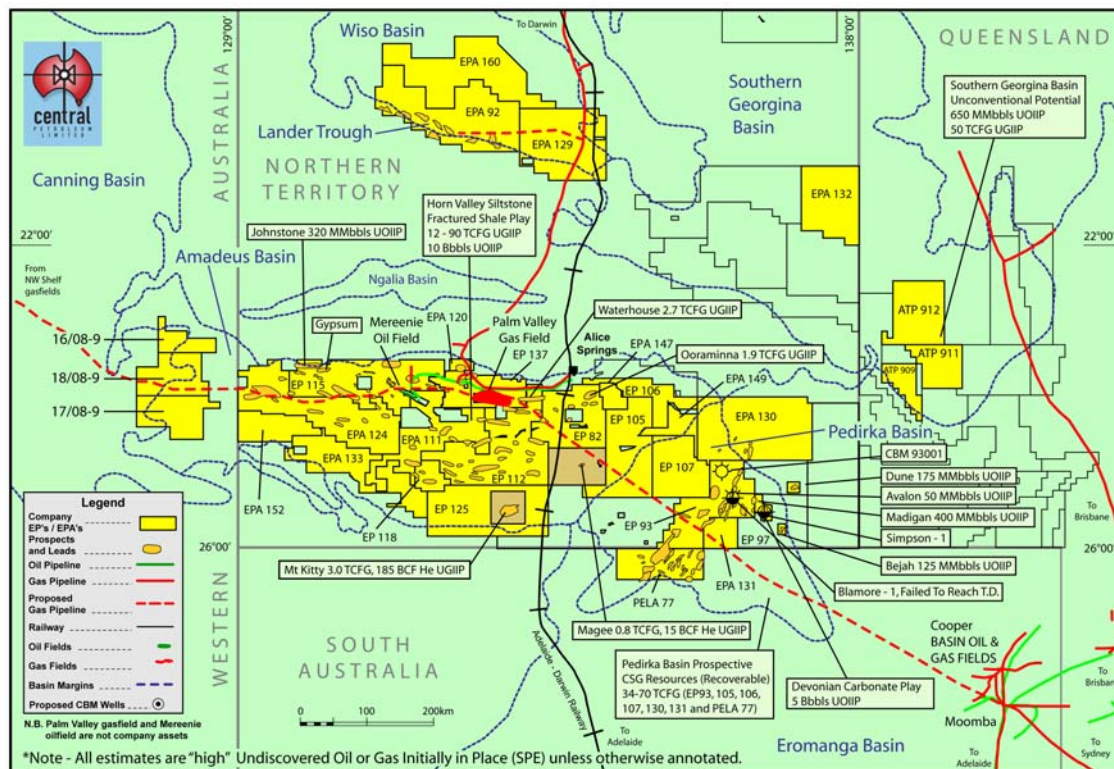 129°00'
To Darwin
138°00'
central
PETROLEUM
LIMITED
Wiso Basin
QUEENSLAND
EPA 160
EPA 92
EPA 129
Lander Trough
Southern
Georgina
Basin
Southern Georgina Basin
Unconventional Potential
650 MMbbls UOIIP
50 TCFG UGIIP
AUSTRALIA
WESTERN
Canning Basin
NORTHERN
TERRITORY
EPA 132
22°00'
22°00'
From
NW Shelf
gasfields
Horn Valley Siltstone
Fractured Shale Play
12 - 90 TCFG UGIIP
10 Bbbls UOIIP
Johnstone 320 MMbbls UOIIP
Amadeus Basin
Ngalia Basin
ATP 912
ATP 911
ATP 909
Waterhouse 2.7 TCFG UGIIP
Gypsum
Mereenie
Oil Field
EPA 120
Palm Valley
Gas Field
EP 137
Alice
Springs
EPA 147
Ooraminna 1.9 TCFG UGIIP
16/08-9
18/08-9
17/08-9
EP 115
EPA 124
EPA 133
EPA 111
EP 112
EP 82
EP 105
EP 106
EPA 149
EPA 130
Pedirka Basin
EP 107
EP 125
EPA 152
EP 118
EP 93
EP 97
EPA 131
PELA 77
CBM 93001
Dune 175 MMbbls UOIIP
Avalon 50 MMbbls UOIIP
Madigan 400 MMbbls UOIIP
Simpson - 1
Bejah 125 MMbbls UOIIP
Blamore - 1, Failed To Reach T.D.
To
Brisbane
26°00'
26°00'
Mt Kitty 3.0 TCFG, 185 BCF He UGIIP
Magee 0.8 TCFG, 15 BCF He UGIIP
SOUTH
AUSTRALIA
Adelaide - Darwin Railway
Pedirka Basin Prospective
CSG Resources (Recoverable)
34-70 TCFG (EP93, 105, 106,
107, 130, 131 and PELA 77)
Devonian Carbonate Play
5 Bbbls UOIIP
Cooper
BASIN OIL &
GAS FIELDS
Moomba
To
Brisbane
To
Sydney
To
Adelaide
To
Adelaide
Eromanga Basin
Legend
Company
EP's / EPA's
Prospects
and Leads
Oil Pipeline
Gas Pipeline
Proposed
Gas Pipeline
Railway
Oil Fields
Gas Fields
Basin Margins
Proposed CBM Wells
N.B. Palm Valley gasfield and Mereenie
oilfield are not company assets
0 100 200km
*Note - All estimates are "high" Undiscovered Oil or Gas Initially in Place (SPE) unless otherwise annotated.